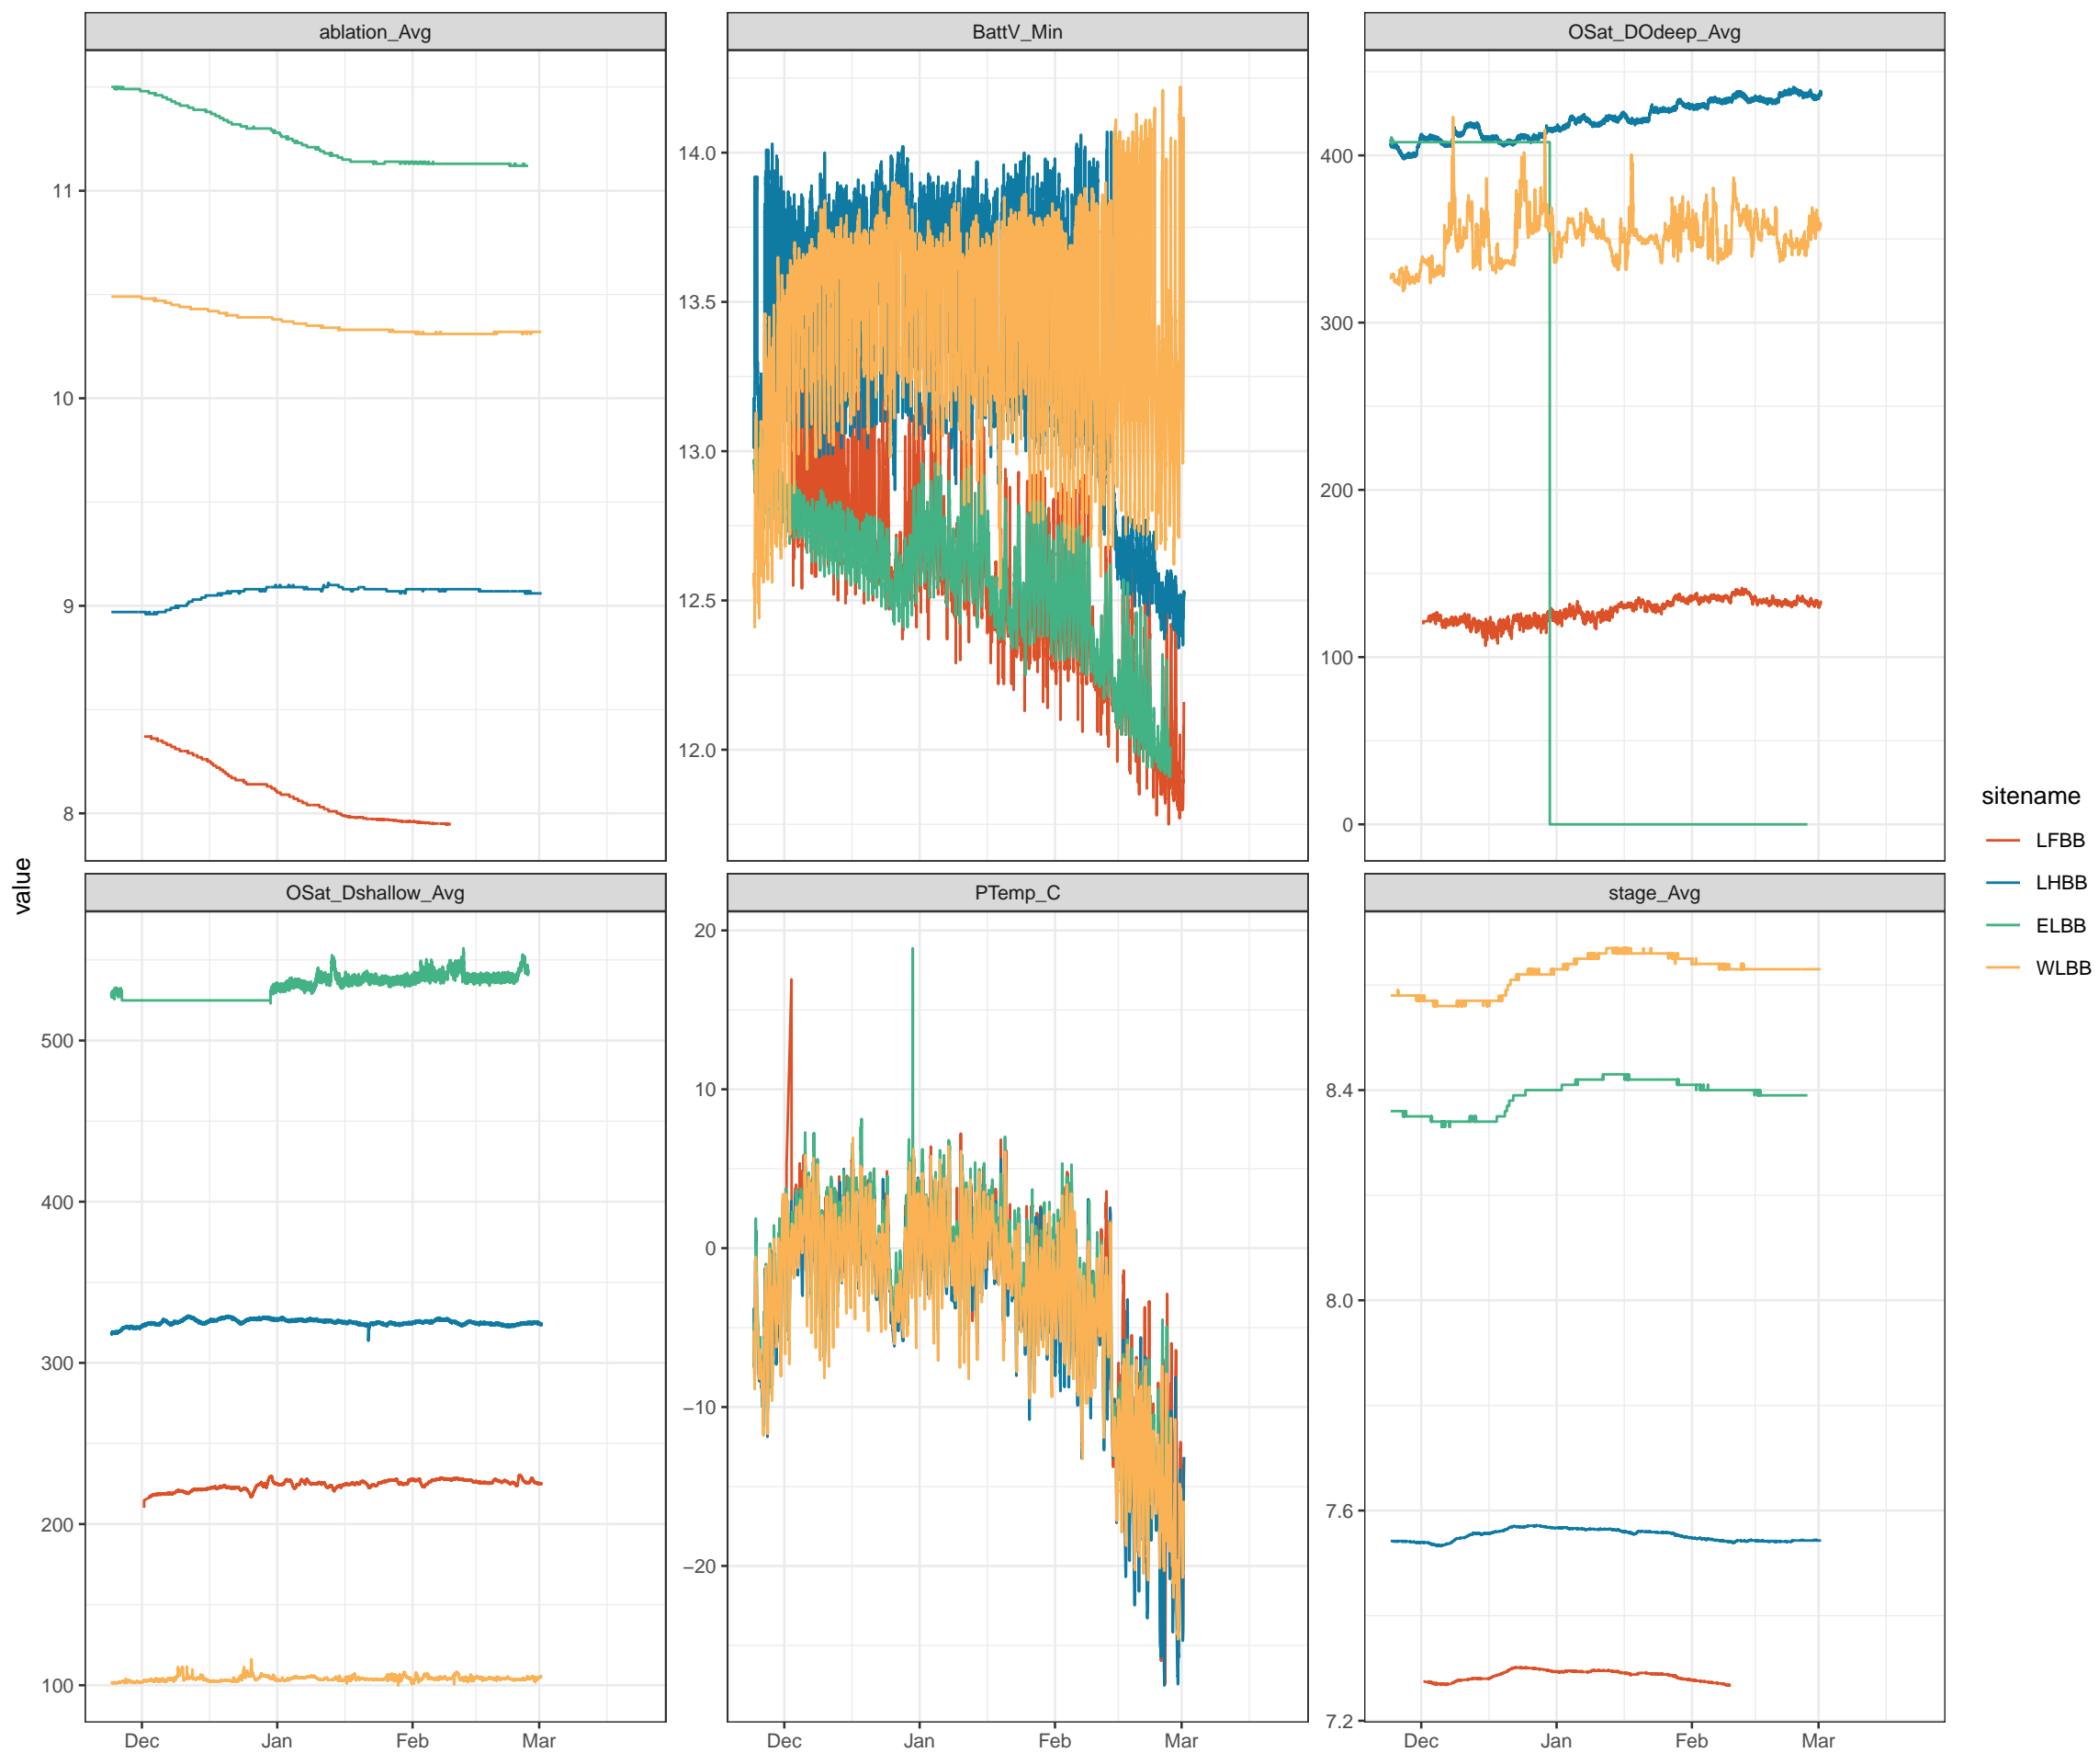 ablation_Avg
BattV_Min
OSat_DOdeep_Avg
11
10
9
8
14.0
13.5
13.0
12.5
12.0
400
300
200
100
0
value
OSat_Dshallow_Avg
PTemp_C
stage_Avg
500
400
300
200
100
20
10
0
−10
−20
8.4
8.0
7.6
7.2
Dec Jan Feb Mar
Dec Jan Feb Mar
Dec Jan Feb Mar
sitename
LFBB
LHBB
ELBB
WLBB